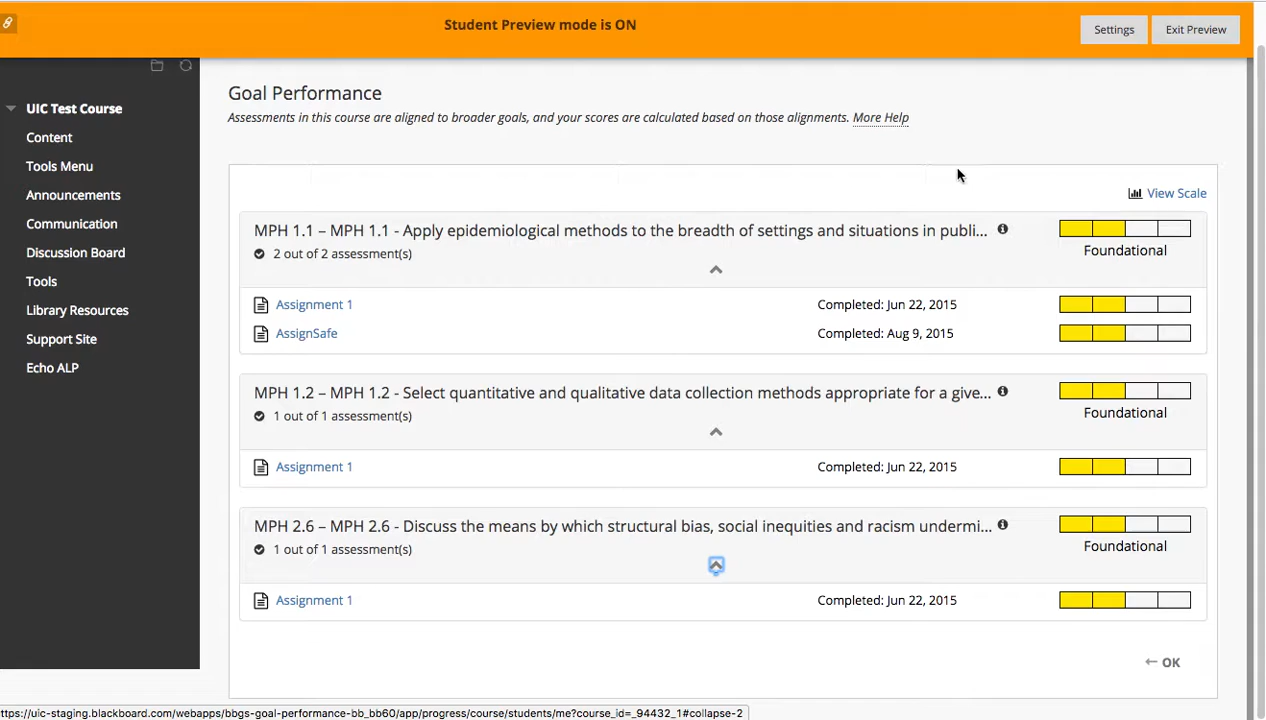 Student Preview mode is ON
Settings
Exit Preview
UIC Test Course
Content
Tools Menu
Announcements
Communication
Discussion Board
Tools
Library Resources
Support Site
Echo ALP
Goal Performance
Assessments in this course are aligned to broader goals, and your scores are calculated based on those alignments. More Help
View Scale
MPH 1.1 – MPH 1.1 - Apply epidemiological methods to the breadth of settings and situations in publi...
2 out of 2 assessment(s)
Foundational
Assignment 1 Completed: Jun 22, 2015
AssignSafe Completed: Aug 9, 2015
MPH 1.2 – MPH 1.2 - Select quantitative and qualitative data collection methods appropriate for a give...
1 out of 1 assessment(s)
Foundational
Assignment 1 Completed: Jun 22, 2015
MPH 2.6 – MPH 2.6 - Discuss the means by which structural bias, social inequities and racism undermi...
1 out of 1 assessment(s)
Foundational
Assignment 1 Completed: Jun 22, 2015
← OK
ttps://uic-staging.blackboard.com/webapps/bbgs-goal-performance-bb_bb60/app/progress/course/students/me?course_id=_94432_1#collapse-2